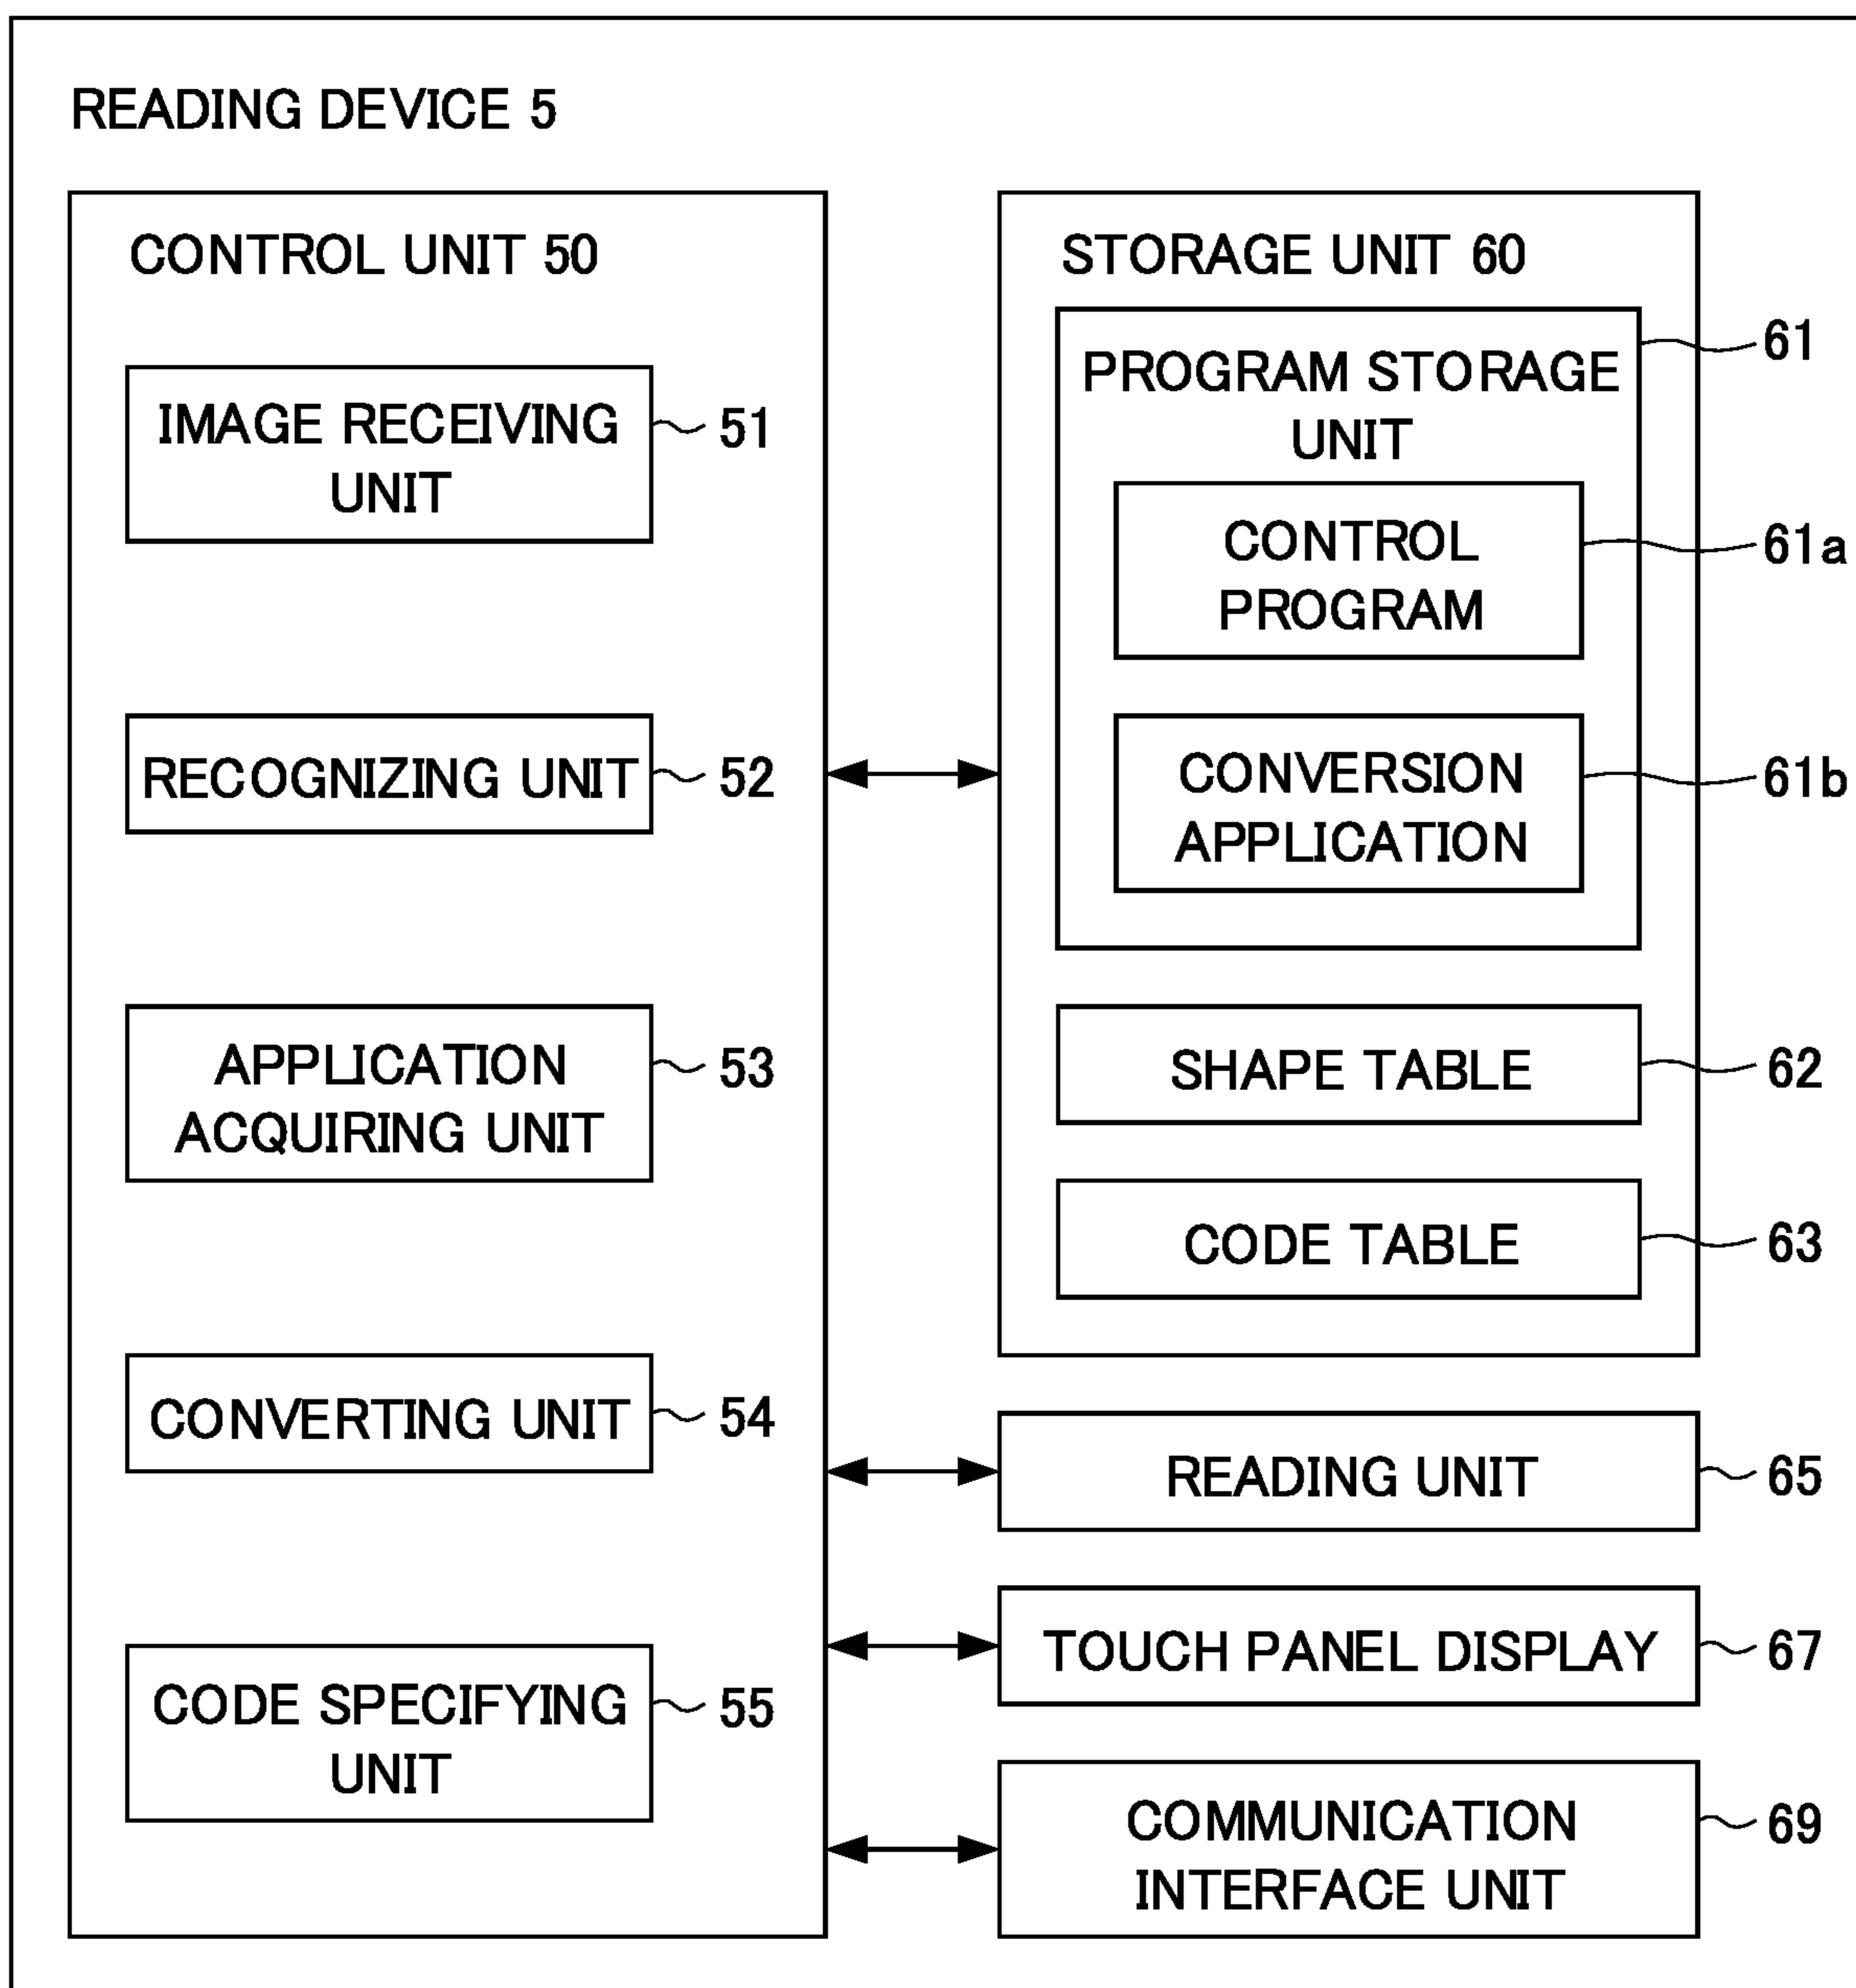 READING DEVICE 5
CONTROL UNIT 50
IMAGE RECEIVING
UNIT
51
RECOGNIZING UNIT
52
APPLICATION
ACQUIRING UNIT
53
CONVERTING UNIT
54
CODE SPECIFYING
UNIT
55
STORAGE UNIT 60
PROGRAM STORAGE
UNIT
61
CONTROL
PROGRAM
61a
CONVERSION
APPLICATION
61b
SHAPE TABLE
62
CODE TABLE
63
READING UNIT
65
TOUCH PANEL DISPLAY
67
COMMUNICATION
INTERFACE UNIT
69